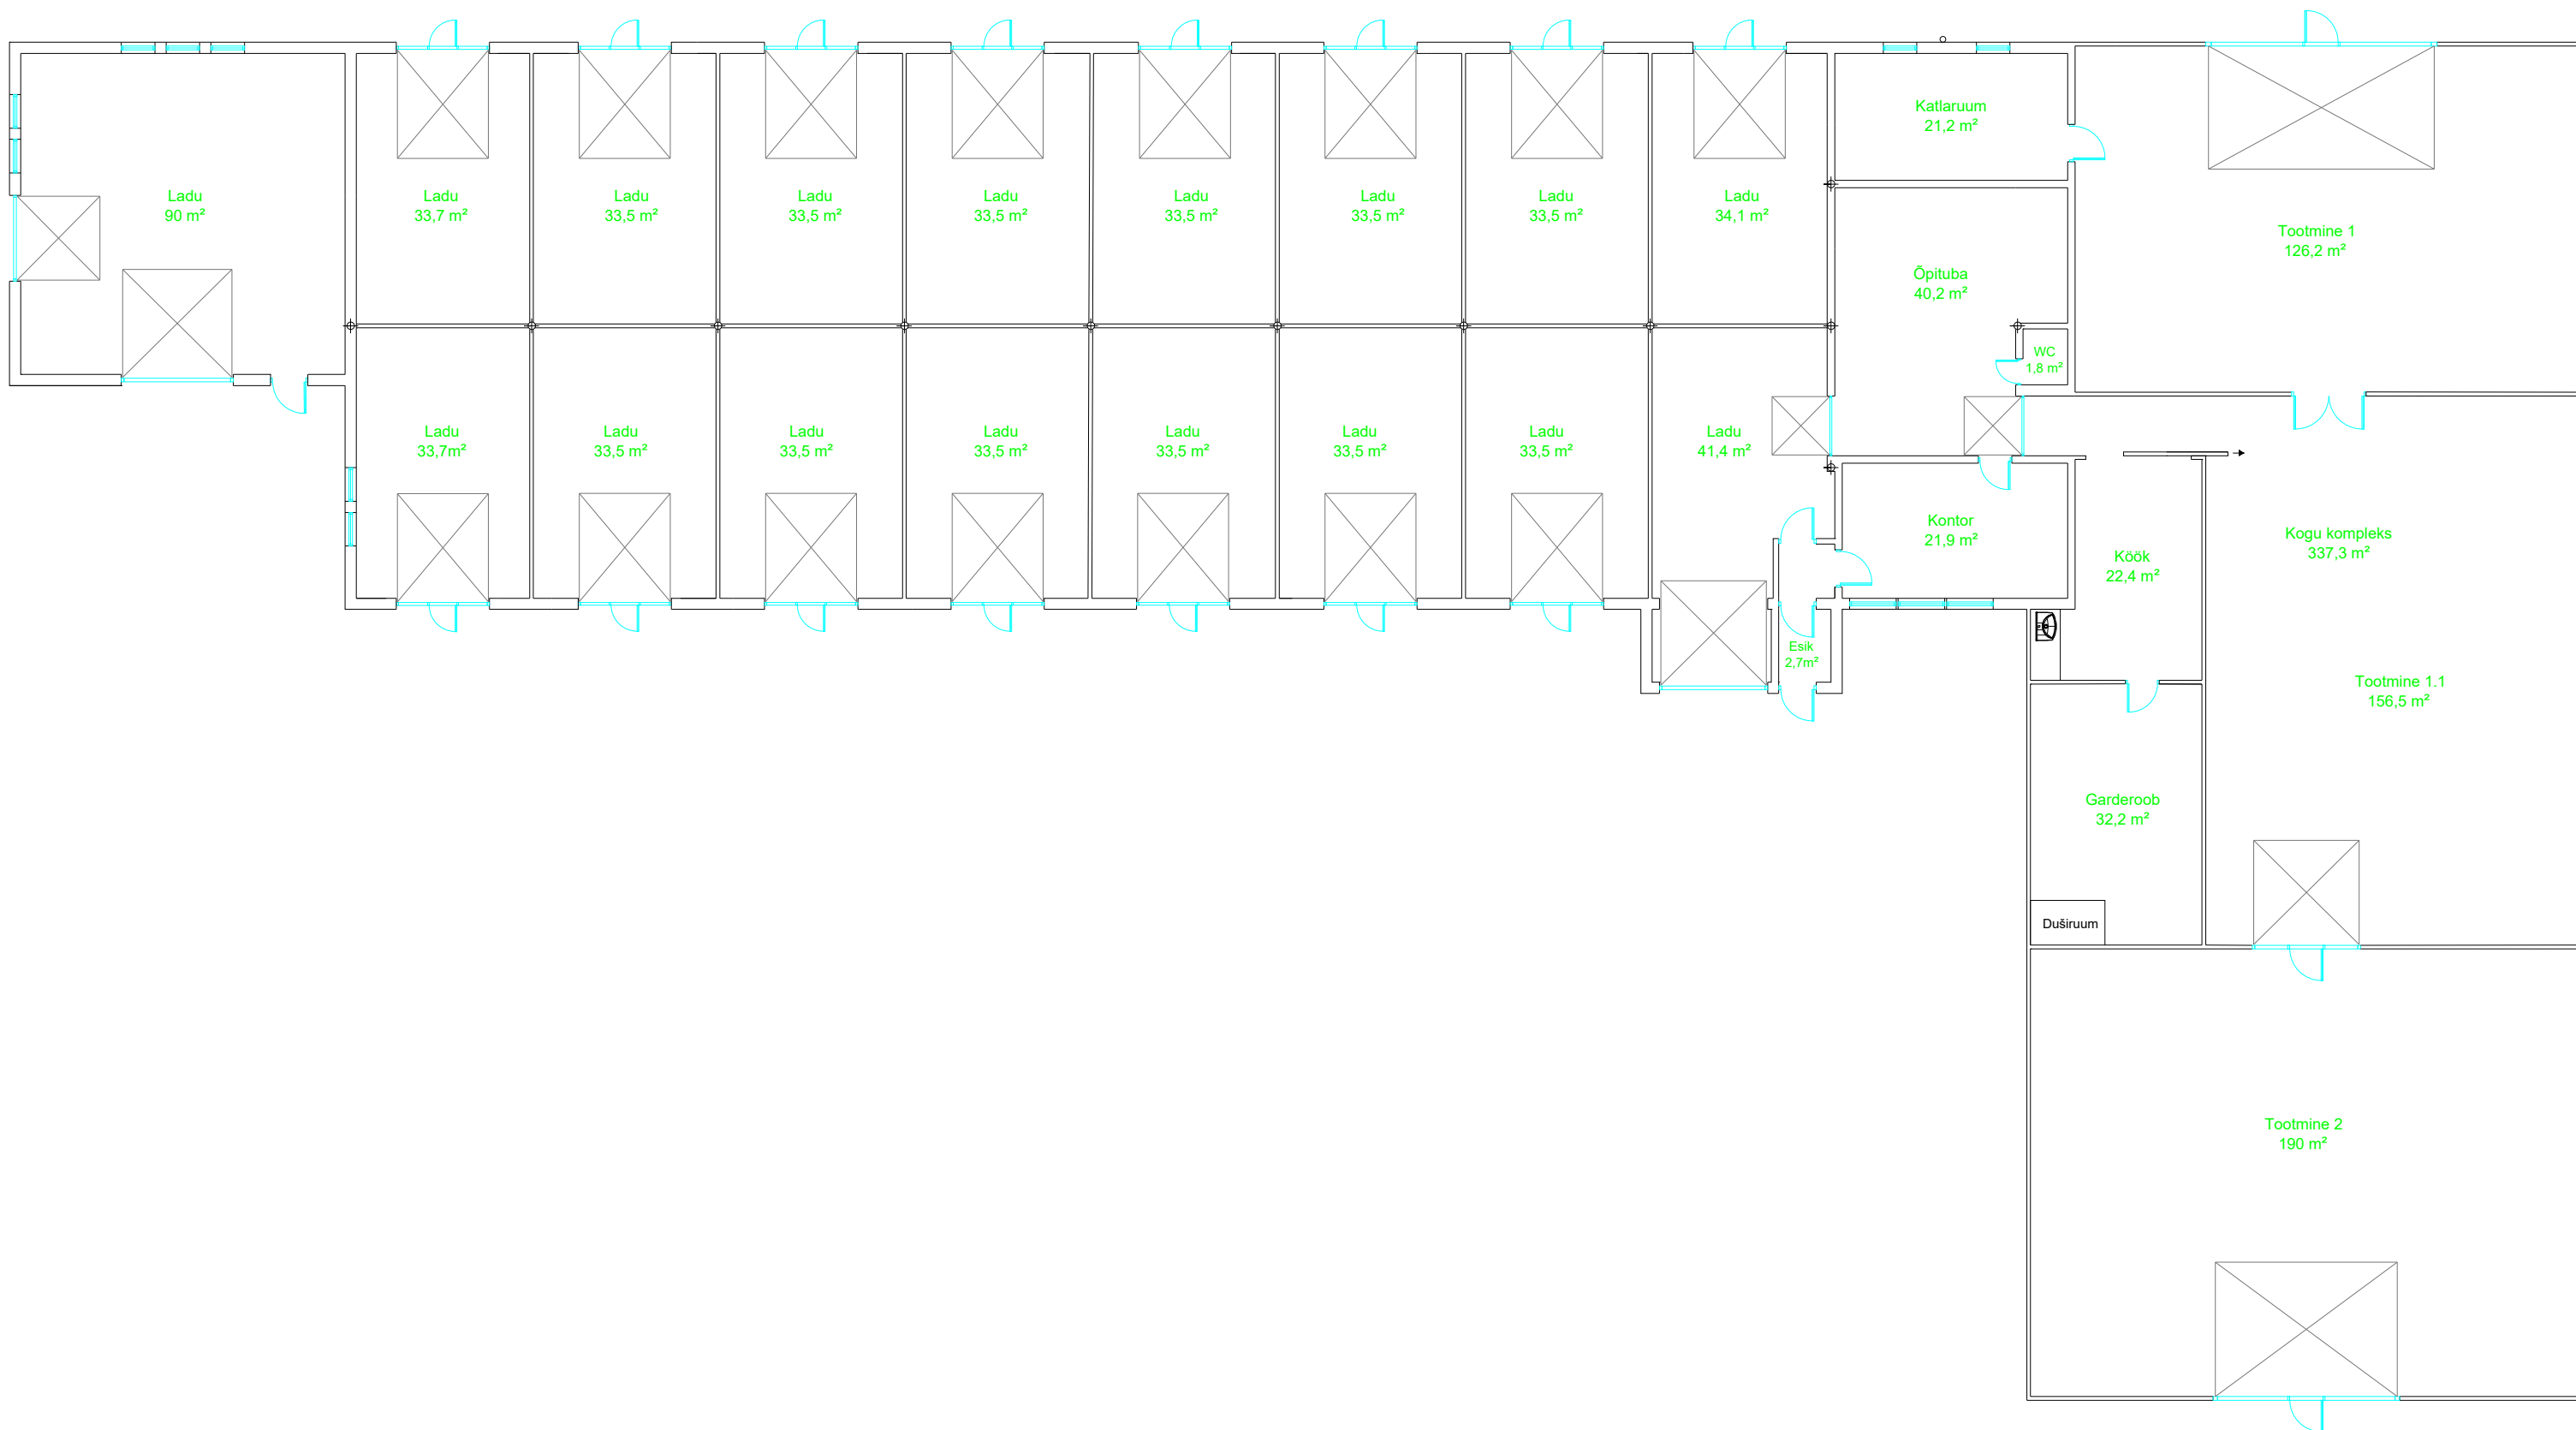 Ladu
90 m²
Ladu
33,7 m²
Ladu
33,5 m²
Ladu
33,5 m²
Ladu
33,5 m²
Ladu
33,5 m²
Ladu
33,5 m²
Ladu
33,5 m²
Ladu
34,1 m²
Katlaruum
21,2 m²
Õpituba
40,2 m²
WC
1,8 m²
Tootmine 1
126,2 m²
Ladu
33,7m²
Ladu
33,5 m²
Ladu
33,5 m²
Ladu
33,5 m²
Ladu
33,5 m²
Ladu
33,5 m²
Ladu
33,5 m²
Ladu
41,4 m²
Kontor
21,9 m²
Esik
2,7m²
Köök
22,4 m²
Kogu kompleks
337,3 m²
Tootmine 1.1
156,5 m²
Garderoob
32,2 m²
Duširuum
Tootmine 2
190 m²